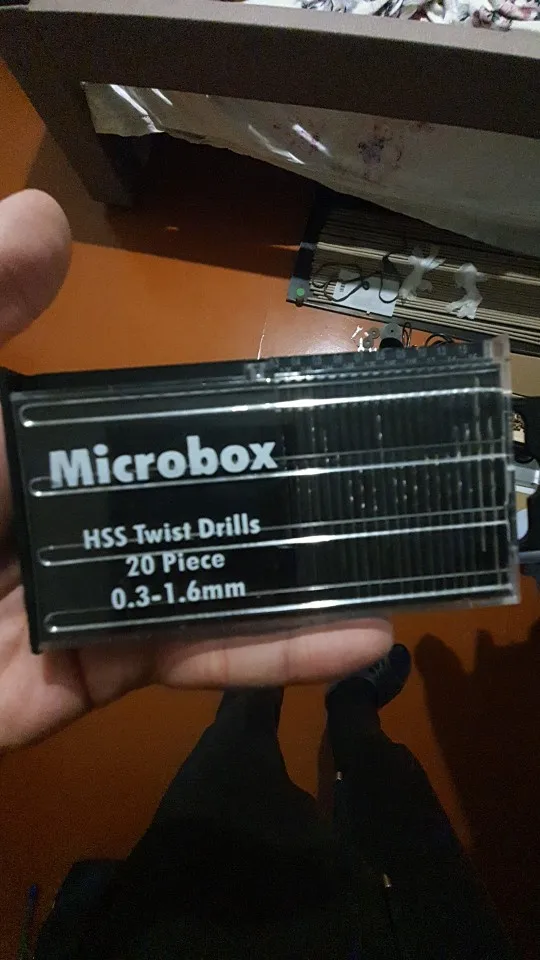 Microbox
HSS Twist Drills
20 Piece
0.3-1.6mm